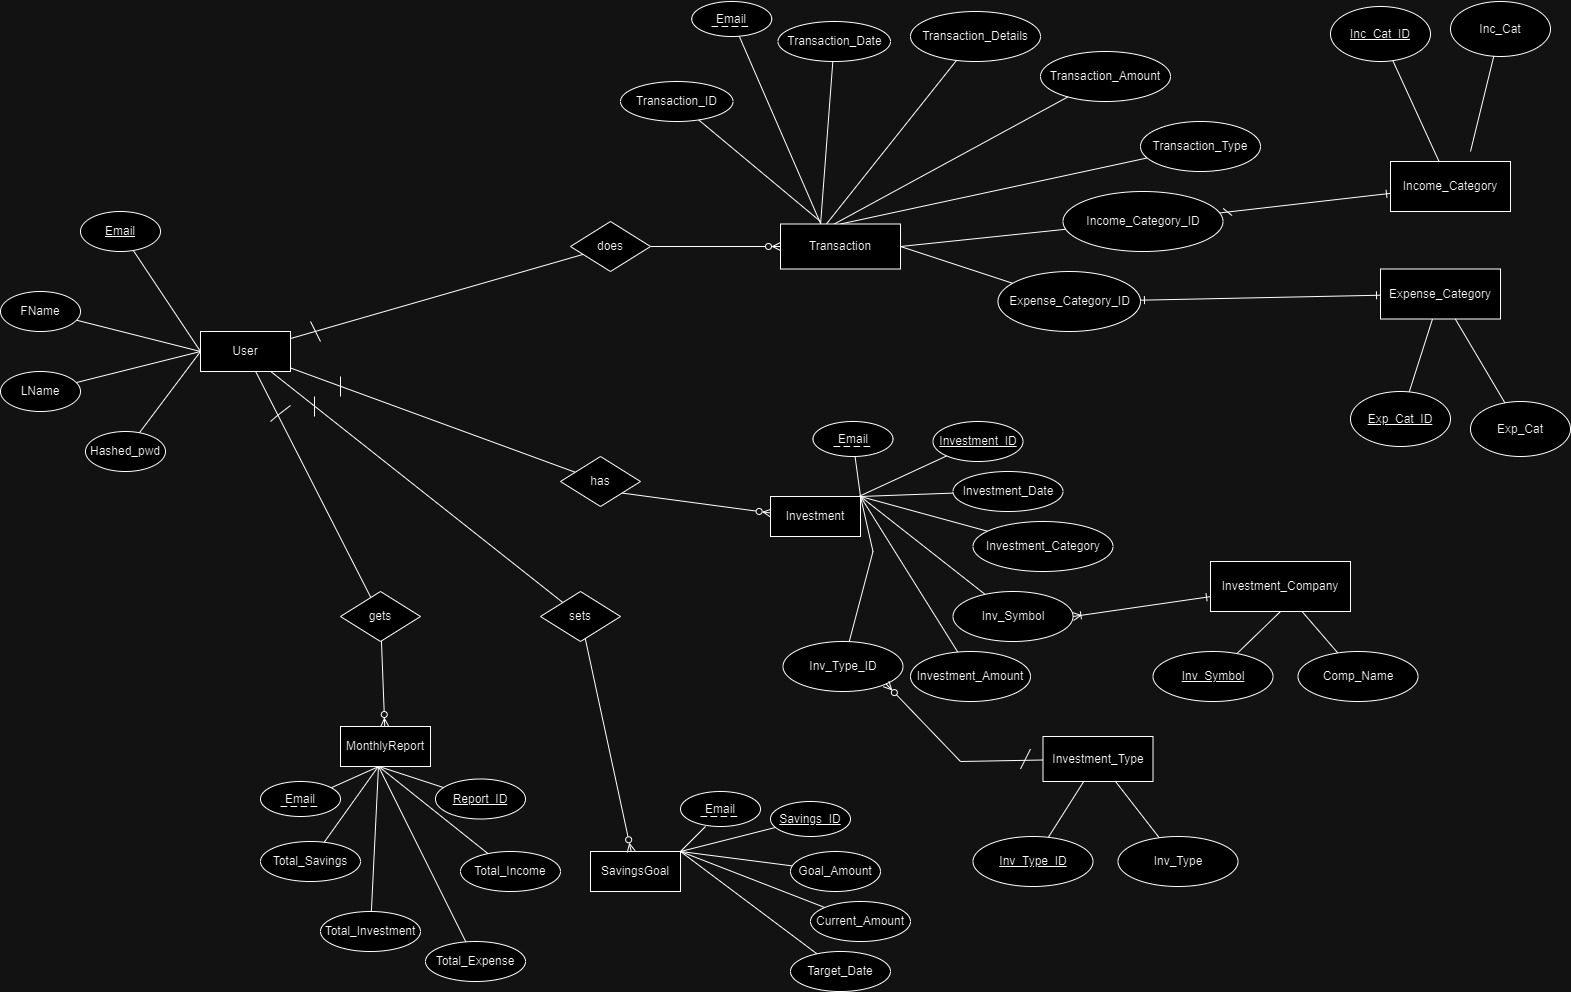 Email
Transaction_Date
Transaction_Details
Inc_Cat_ID
Inc_Cat
Transaction_ID
Transaction_Amount
Transaction_Type
Income_Category
Income_Category_ID
Email
does
Transaction
FName
Expense_Category_ID
Expense_Category
User
LName
Hashed_pwd
Exp_Cat_ID
Exp_Cat
Email
Investment_ID
has
Investment_Date
Investment
Investment_Category
Investment_Company
gets
sets
Inv_Symbol
Inv_Type_ID
Investment_Amount
Inv_Symbol
Comp_Name
MonthlyReport
Investment_Type
Email
Report_ID
Email
Savings_ID
Total_Savings
Total_Income
SavingsGoal
Goal_Amount
Inv_Type_ID
Inv_Type
Total_Investment
Current_Amount
Total_Expense
Target_Date